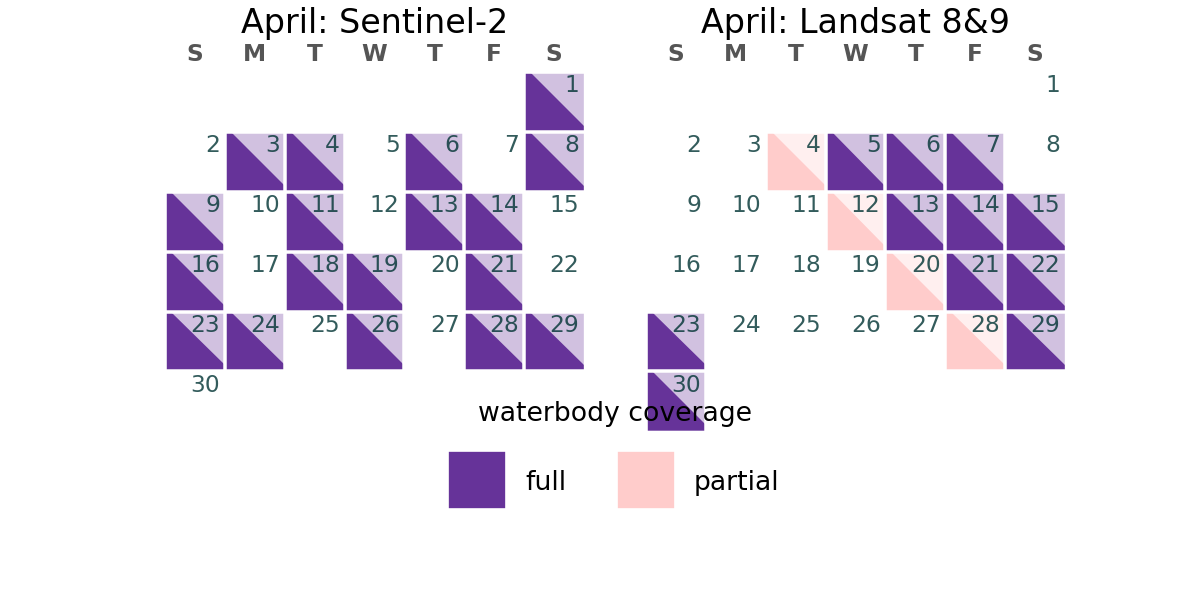 April: Sentinel-2
S M T W T F S
1
2 3 4 5 6 7 8
9 10 11 12 13 14 15
16 17 18 19 20 21 22
23 24 25 26 27 28 29
30
April: Landsat 8&9
S M T W T F S
1
2 3 4 5 6 7 8
9 10 11 12 13 14 15
16 17 18 19 20 21 22
23 24 25 26 27 28 29
30
waterbody coverage
full partial